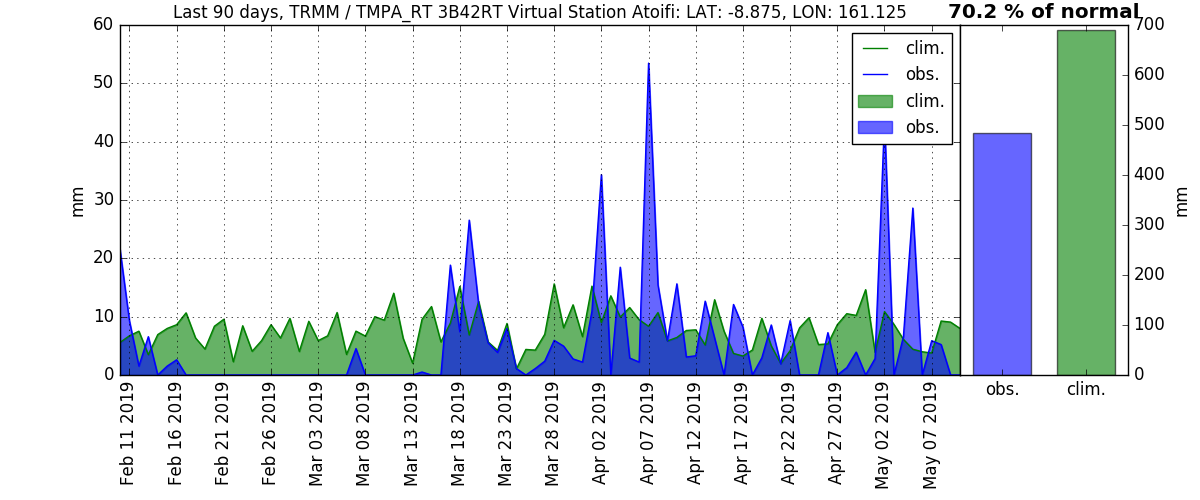 Last 90 days, TRMM / TMPA_RT 3B42RT Virtual Station Atoifi: LAT: -8.875, LON: 161.125
70.2 % of normal
60
50
40
30
20
10
0
mm
clim.
obs.
clim.
obs.
700
600
500
400
300
200
100
0
mm
obs.
clim.
Feb 11 2019
Feb 16 2019
Feb 21 2019
Feb 26 2019
Mar 03 2019
Mar 08 2019
Mar 13 2019
Mar 18 2019
Mar 23 2019
Mar 28 2019
Apr 02 2019
Apr 07 2019
Apr 12 2019
Apr 17 2019
Apr 22 2019
Apr 27 2019
May 02 2019
May 07 2019